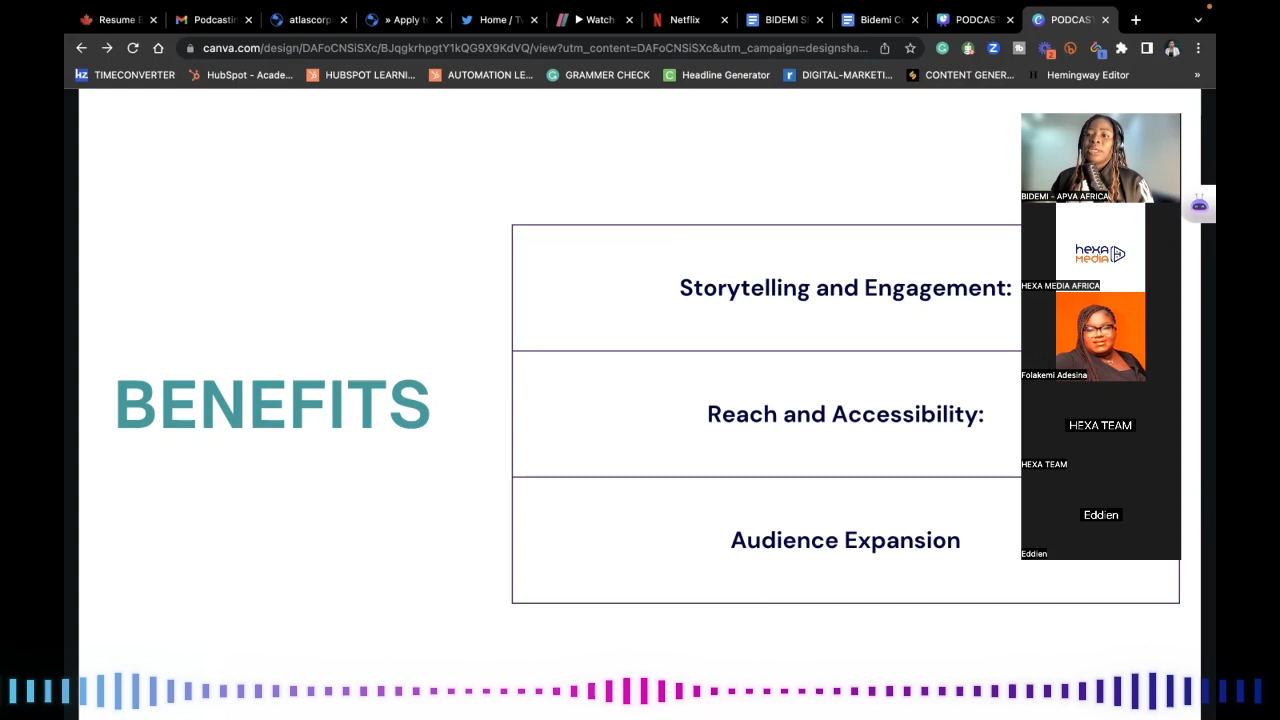 Resume B
Podcastin
atlascorpa
» Apply to
Home / Tw
Watch
Netflix
BIDEMI S
Bidemi C
PODCAST
PODCAST
canva.com/design/DAFoCNSiSXc/BJqgkrhpgtY1kQG9X9KdVQ/view?utm_content=DAFoCNSiSXc&utm_campaign=designsha...
TIMECONVERTER
HubSpot - Acade...
HUBSPOT LEARNI...
AUTOMATION LE...
GRAMMER CHECK
Headline Generator
DIGITAL-MARKETI...
CONTENT GENER...
Hemingway Editor
»
BIDEMI - APVA AFRICA
hexa
MEDIA
HEXA MEDIA AFRICA
Storytelling and Engagement:
Folakemi Adesina
BENEFITS
Reach and Accessibility:
HEXA TEAM
HEXA TEAM
Eddien
Audience Expansion
Eddien